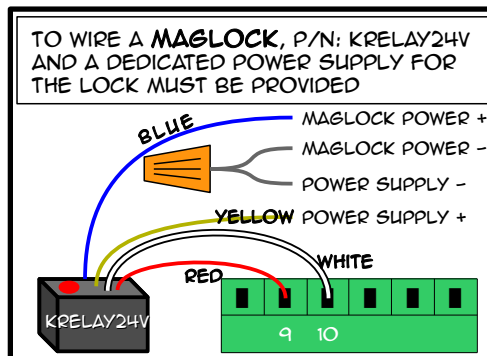 TO WIRE A MAGLOCK, P/N: KRELAY24V
AND A DEDICATED POWER SUPPLY FOR
THE LOCK MUST BE PROVIDED
BLUE
MAGLOCK POWER +
MAGLOCK POWER -
POWER SUPPLY -
YELLOW POWER SUPPLY +
WHITE
RED
KRELAY24V
9 10